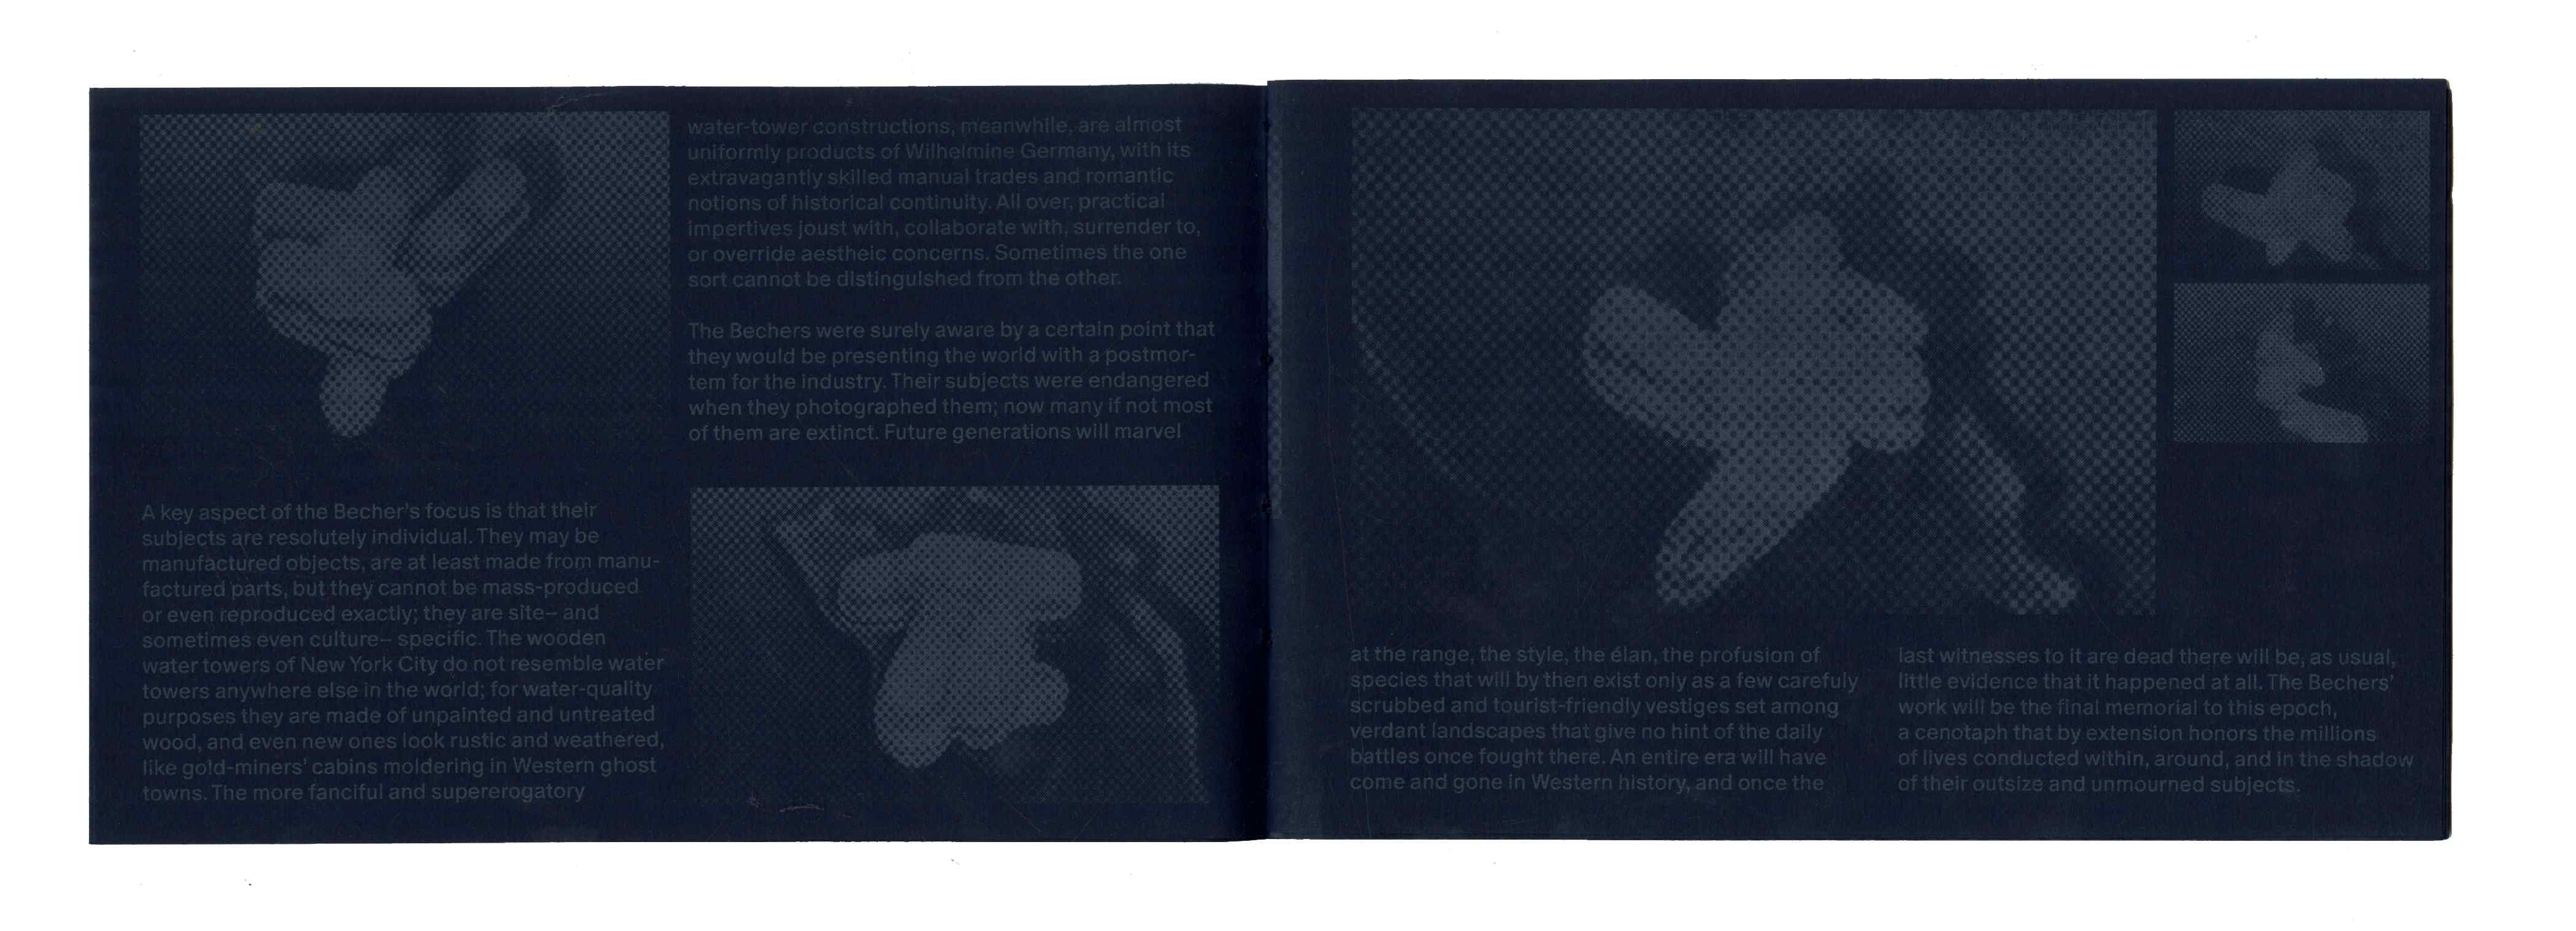 A key aspect of the Becher's focus is that their
subjects are resolutely individual. They may be
manufactured objects, are at least made from manu-
factured parts, but they cannot be mass-produced
or even reproduced exactly; they are site– and
sometimes even culture– specific. The wooden
water towers of New York City do not resemble water
towers anywhere else in the world; for water-quality
purposes they are made of unpainted and untreated
wood, and even new ones look rustic and weathered,
like gold-miners' cabins moldering in Western ghost
towns. The more fanciful and supererogatory
water-tower constructions, meanwhile, are almost
uniformly products of Wilhelmine Germany, with its
extravagantly skilled manual trades and romantic
notions of historical continuity. All over, practical
impertives joust with, collaborate with, surrender to,
or override aestheic concerns. Sometimes the one
sort cannot be distinguished from the other.
The Bechers were surely aware by a certain point that
they would be presenting the world with a postmor-
tem for the industry. Their subjects were endangered
when they photographed them; now many if not most
of them are extinct. Future generations will marvel
at the range, the style, the élan, the profusion of
species that will by then exist only as a few carefuly
scrubbed and tourist-friendly vestiges set among
verdant landscapes that give no hint of the daily
battles once fought there. An entire era will have
come and gone in Western history, and once the
last witnesses to it are dead there will be, as usual,
little evidence that it happened at all. The Bechers'
work will be the final memorial to this epoch,
a cenotaph that by extension honors the millions
of lives conducted within, around, and in the shadow
of their outsize and unmourned subjects.